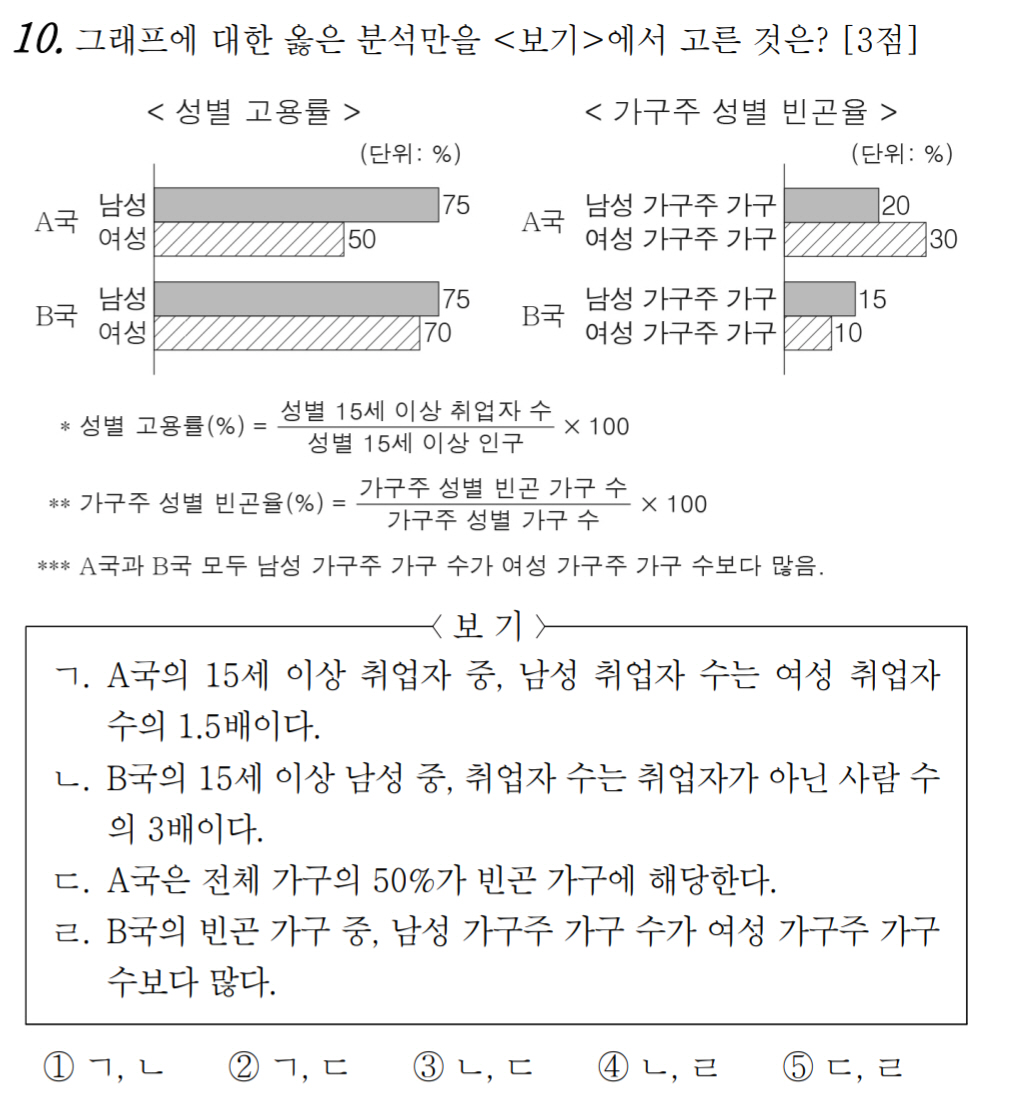 10. 그래프에 대한 옳은 분석만을 <보기>에서 고른 것은? [3점]
< 성별 고용률 >
(단위: %)
A국
남성
75
여성
50
B국
남성
75
여성
70
< 가구주 성별 빈곤율 >
(단위: %)
A국
남성 가구주 가구
20
여성 가구주 가구
30
B국
남성 가구주 가구
15
여성 가구주 가구
10
* 성별 고용률(%) = 성별 15세 이상 취업자 수 / 성별 15세 이상 인구 × 100
** 가구주 성별 빈곤율(%) = 가구주 성별 빈곤 가구 수 / 가구주 성별 가구 수 × 100
*** A국과 B국 모두 남성 가구주 가구 수가 여성 가구주 가구 수보다 많음.
〈 보 기 〉
ㄱ. A국의 15세 이상 취업자 중, 남성 취업자 수는 여성 취업자
수의 1.5배이다.
ㄴ. B국의 15세 이상 남성 중, 취업자 수는 취업자가 아닌 사람 수
의 3배이다.
ㄷ. A국은 전체 가구의 50%가 빈곤 가구에 해당한다.
ㄹ. B국의 빈곤 가구 중, 남성 가구주 가구 수가 여성 가구주 가구
수보다 많다.
① ㄱ, ㄴ ② ㄱ, ㄷ ③ ㄴ, ㄷ ④ ㄴ, ㄹ ⑤ ㄷ, ㄹ